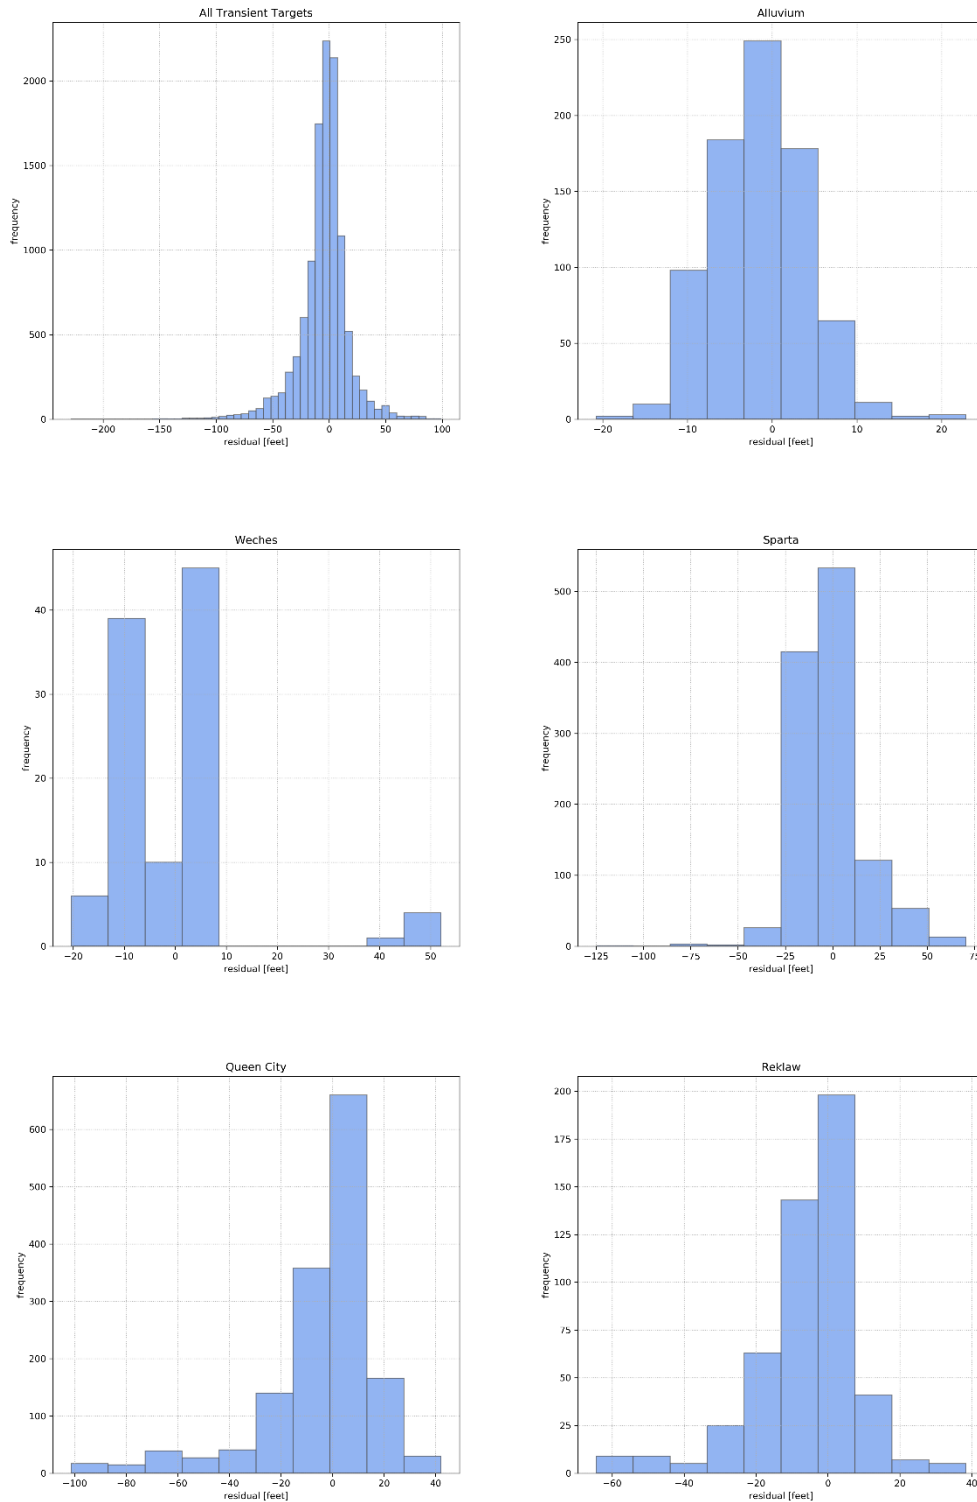 All Transient Targets
2000
1500
1000
500
0
frequency
−200 −150 −100 −50 0 50 100
residual [feet]
Alluvium
250
200
150
100
50
0
frequency
−20 −10 0 10 20
residual [feet]
Weches
40
30
20
10
0
frequency
−20 −10 0 10 20 30 40 50
residual [feet]
Sparta
500
400
300
200
100
0
frequency
−125 −100 −75 −50 −25 0 25 50
residual [feet]
Queen City
600
500
400
300
200
100
0
frequency
−100 −80 −60 −40 −20 0 20 40
residual [feet]
Reklaw
200
175
150
125
100
75
50
25
0
frequency
−60 −40 −20 0 20 40
residual [feet]